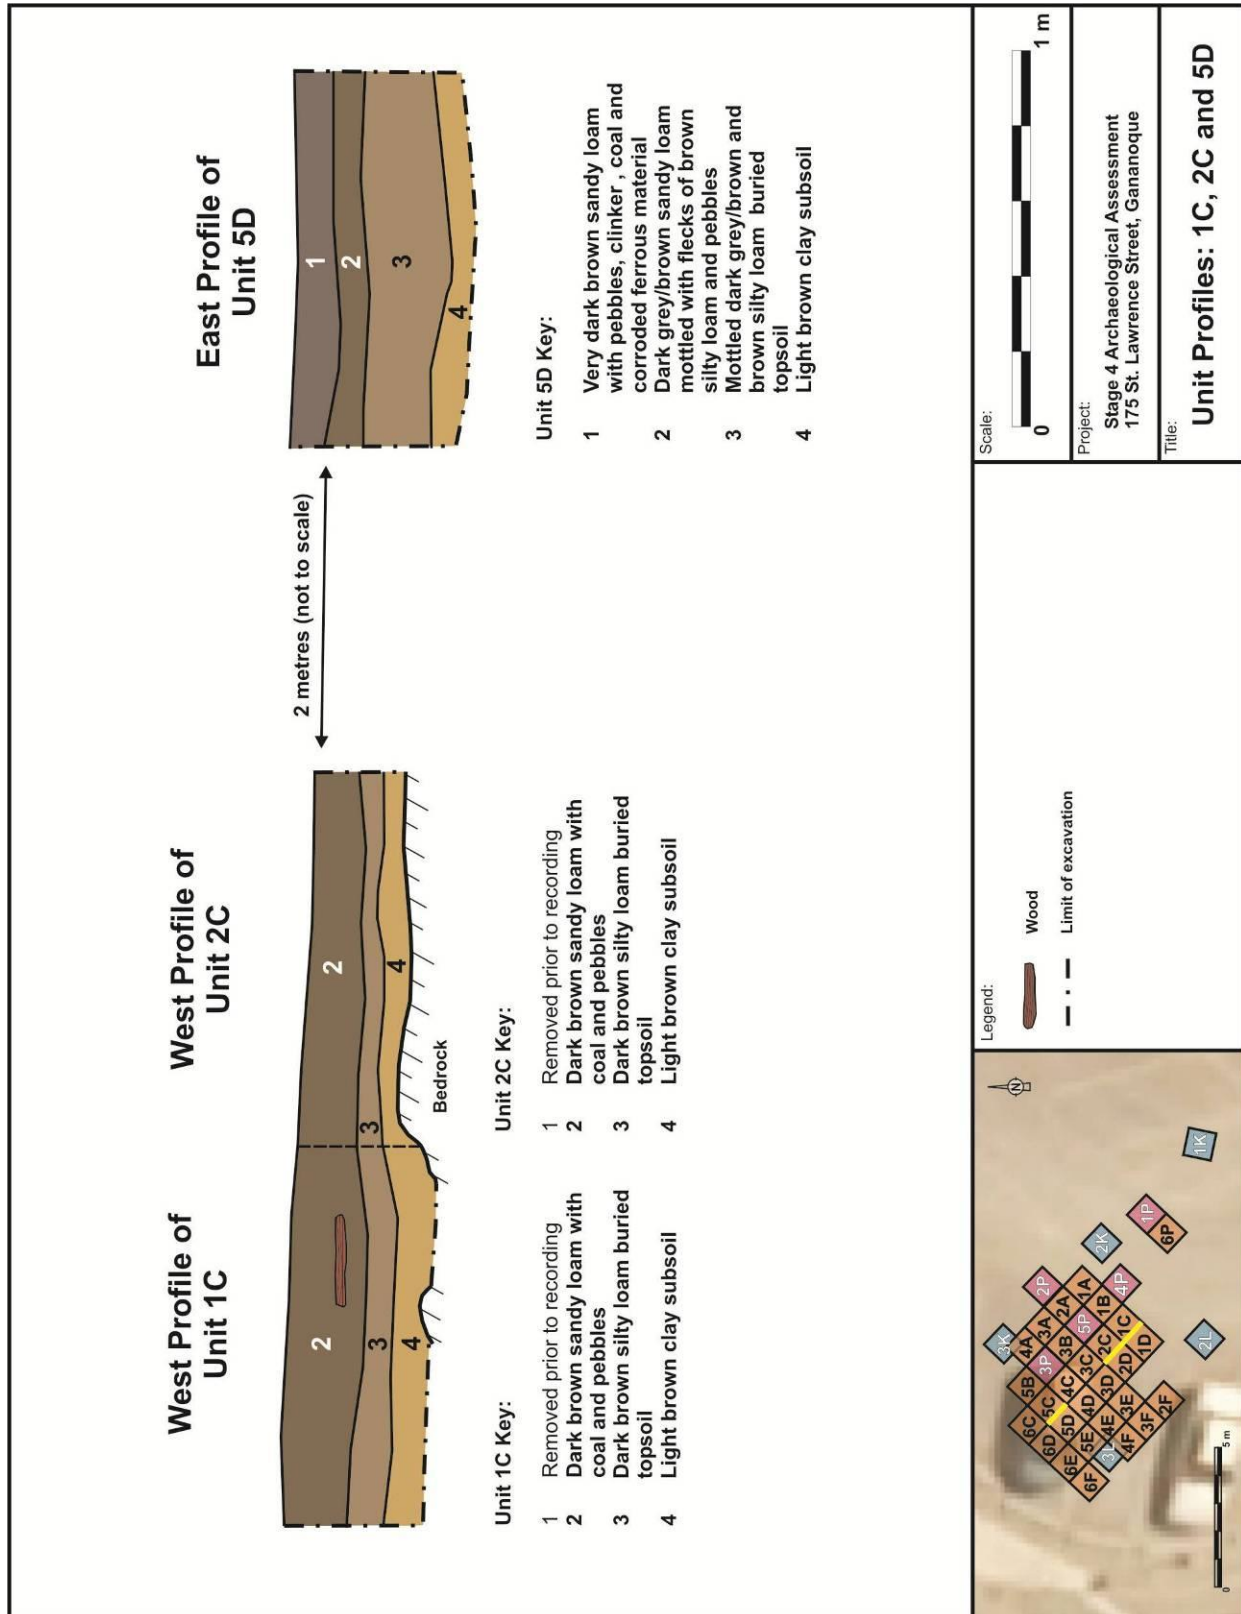 West Profile of
Unit 1C
West Profile of
Unit 2C
East Profile of
Unit 5D
2 metres (not to scale)
2
3
4
2
3
4
Bedrock
1
2
3
4
Unit 1C Key:
1 Removed prior to recording
2 Dark brown sandy loam with
coal and pebbles
3 Dark brown silty loam buried
topsoil
4 Light brown clay subsoil
Unit 2C Key:
1 Removed prior to recording
2 Dark brown sandy loam with
coal and pebbles
3 Dark brown silty loam buried
topsoil
4 Light brown clay subsoil
Unit 5D Key:
1 Very dark brown sandy loam
with pebbles, clinker , coal and
corroded ferrous material
2 Dark grey/brown sandy loam
mottled with flecks of brown
silty loam and pebbles
3 Mottled dark grey/brown and
brown silty loam buried
topsoil
4 Light brown clay subsoil
N
3K
4A
3A
2P
2A
1A
2K
1P
6P
1K
5B
3P
3B
5P
1B
4P
6C
5C
4C
3C
2C
1C
6D
5D
4D
3D
2D
1D
6E
5E
4E
3E
6F
3L
4F
3F
2F
2L
0
5 m
Legend:
Wood
Limit of excavation
Scale:
0
1 m
Project:
Stage 4 Archaeological Assessment
175 St. Lawrence Street, Gananoque
Title:
Unit Profiles: 1C, 2C and 5D